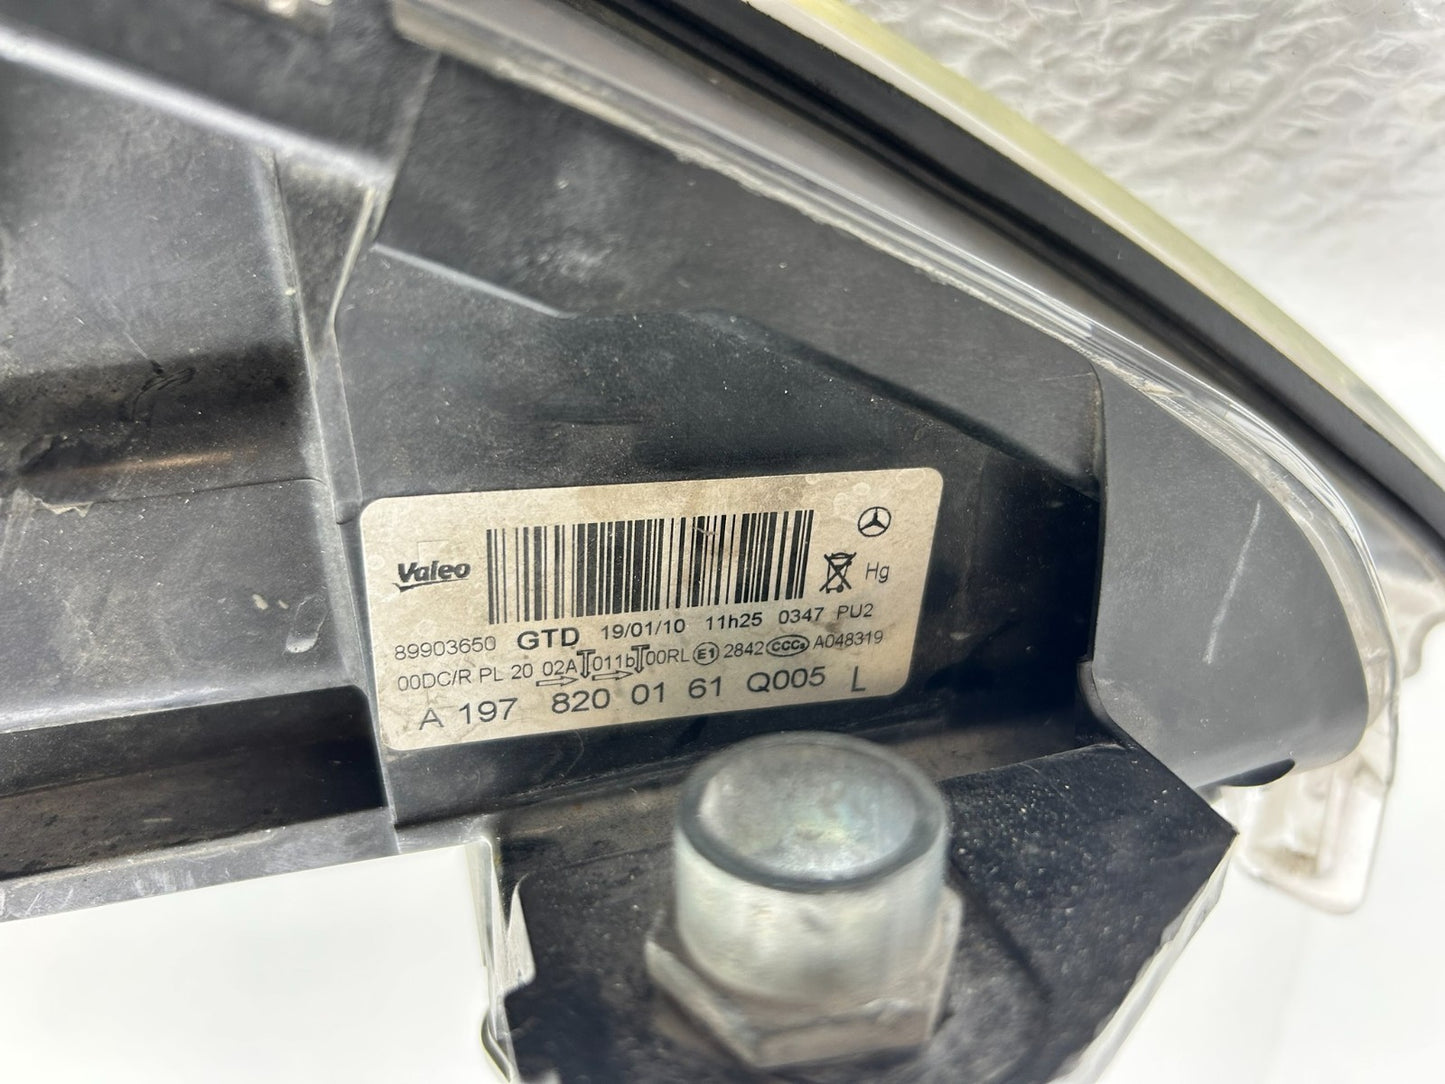 Valeo
Hg
89903650 GTD 19/01/10 11h25 0347 PU2
00DC/R PL 20 02A 011b 00RL E1 2842 CCC A048319
A 197 820 01 61 Q005 L